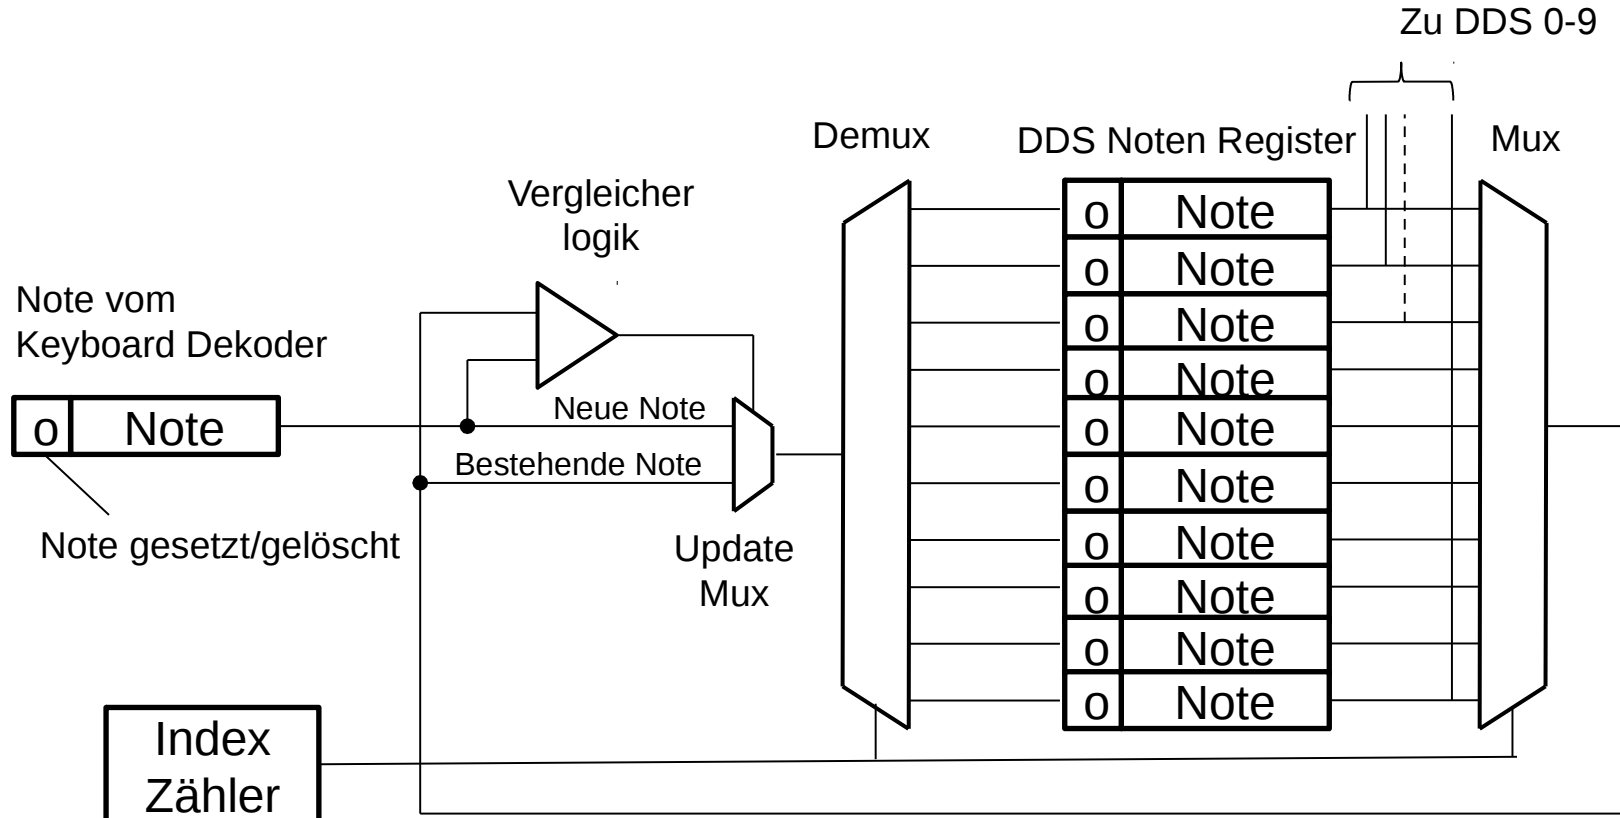 Zu DDS 0-9
Demux
DDS Noten Register
Mux
Vergleicher
logik
Note vom
Keyboard Dekoder
o Note
Note gesetzt/gelöscht
Neue Note
Bestehende Note
Update
Mux
o Note
o Note
o Note
o Note
o Note
o Note
o Note
o Note
o Note
o Note
Index
Zähler